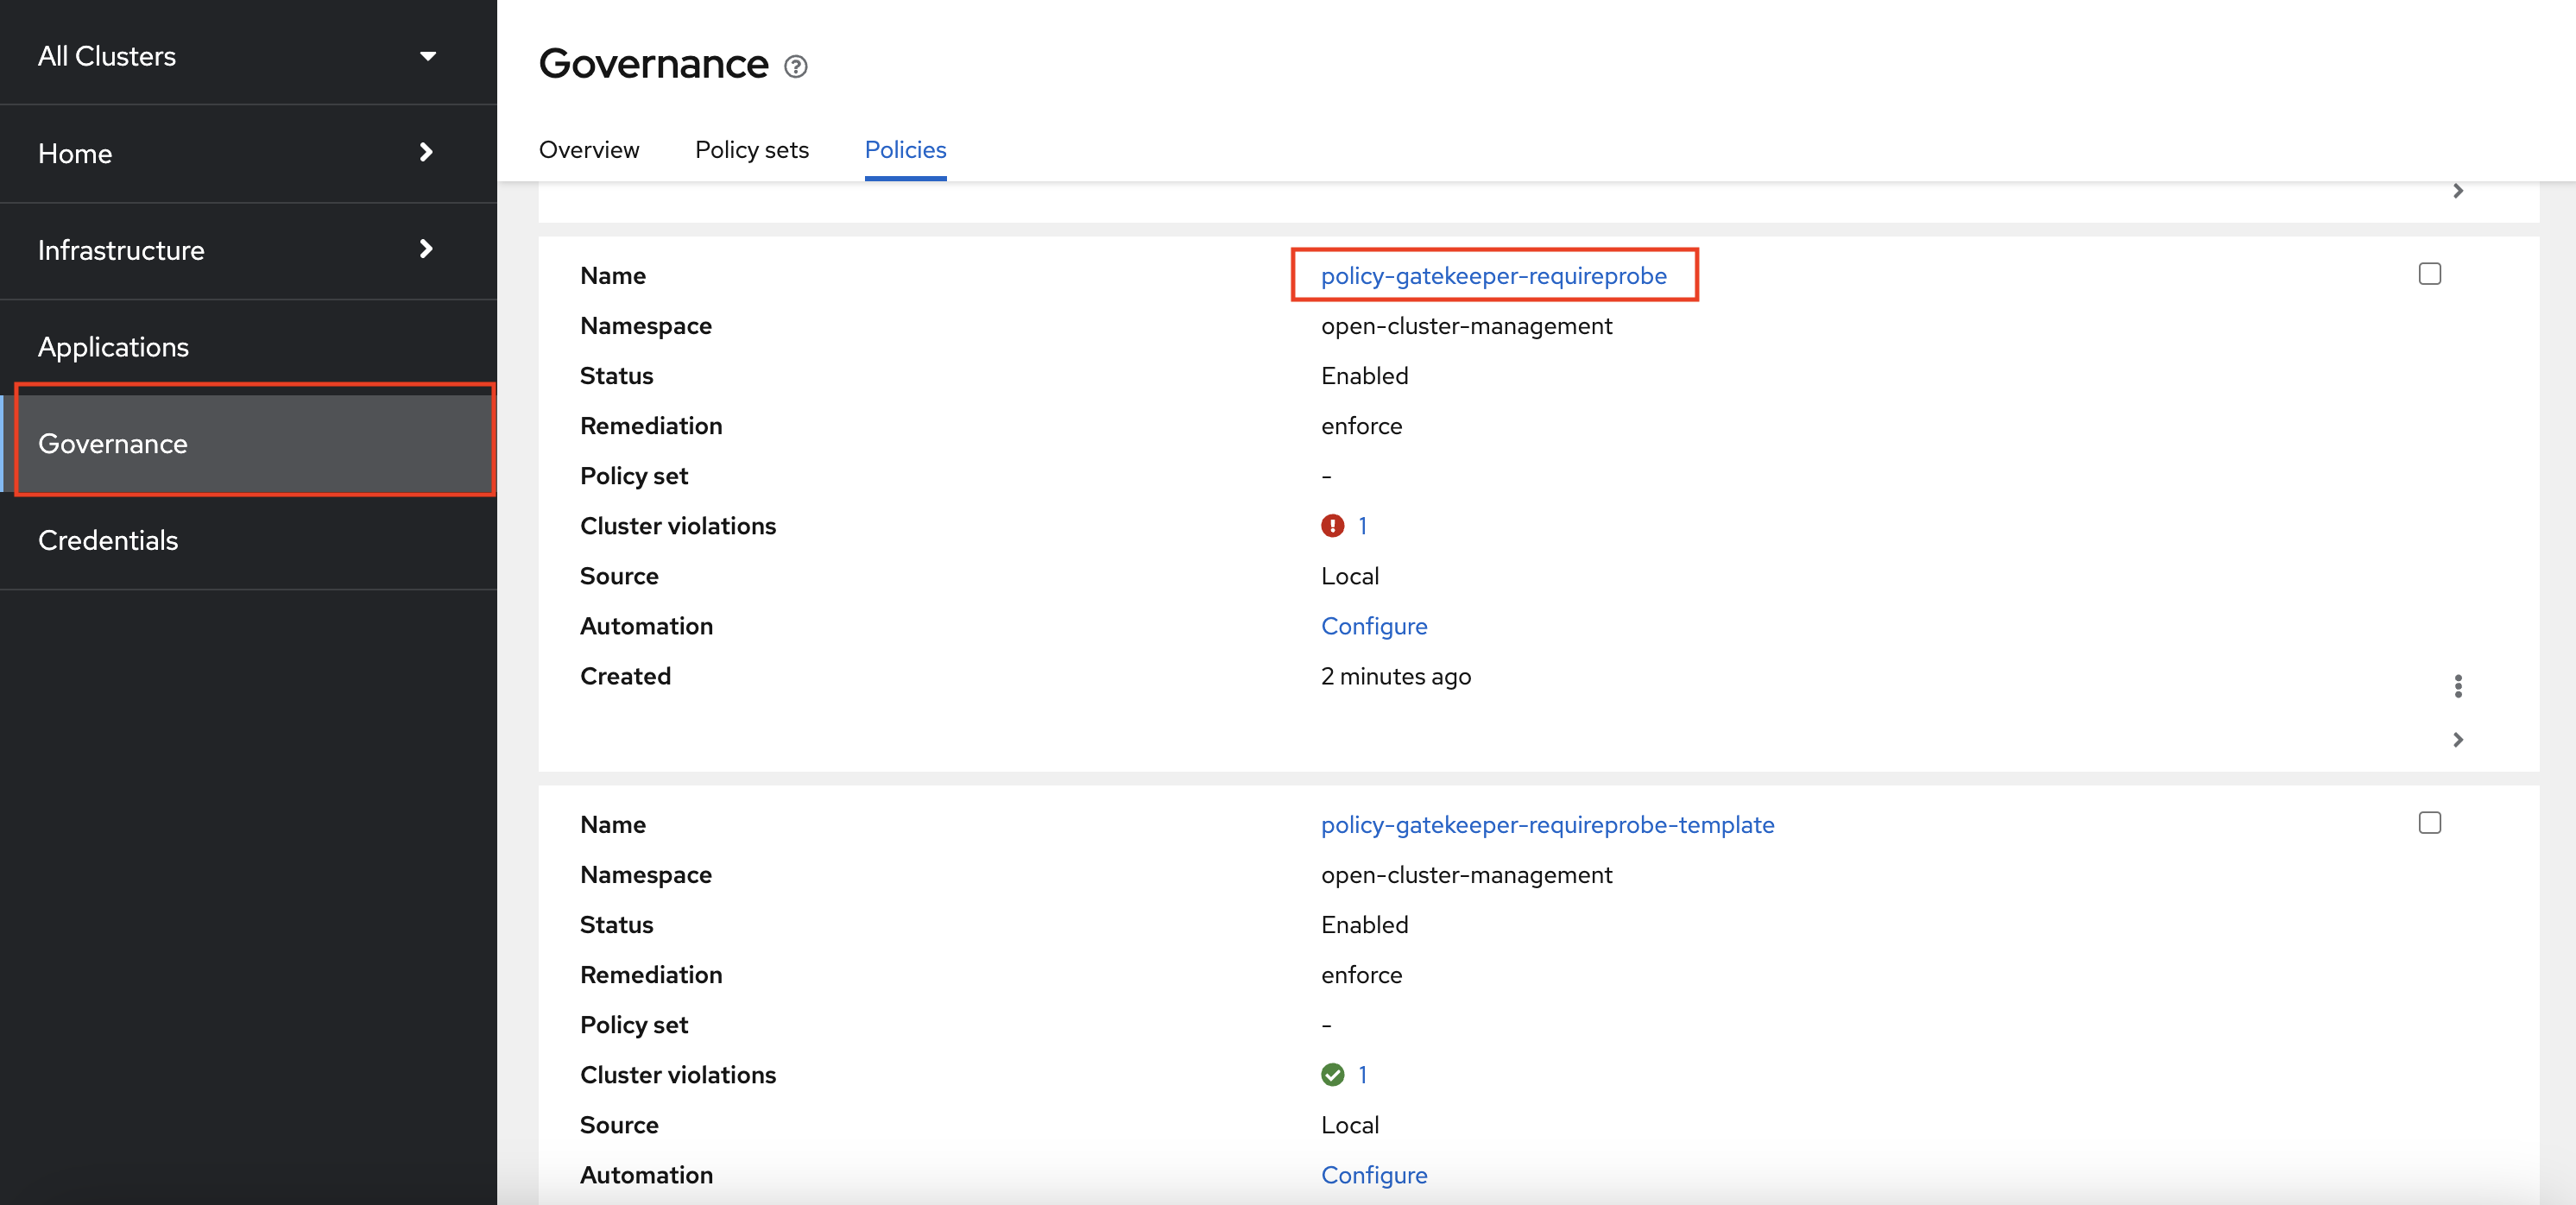 All Clusters
Home
Infrastructure
Applications
Governance
Credentials
Governance
Overview Policy sets Policies
Name policy-gatekeeper-requireprobe
Namespace open-cluster-management
Status Enabled
Remediation enforce
Policy set -
Cluster violations 1
Source Local
Automation Configure
Created 2 minutes ago
Name policy-gatekeeper-requireprobe-template
Namespace open-cluster-management
Status Enabled
Remediation enforce
Policy set -
Cluster violations 1
Source Local
Automation Configure